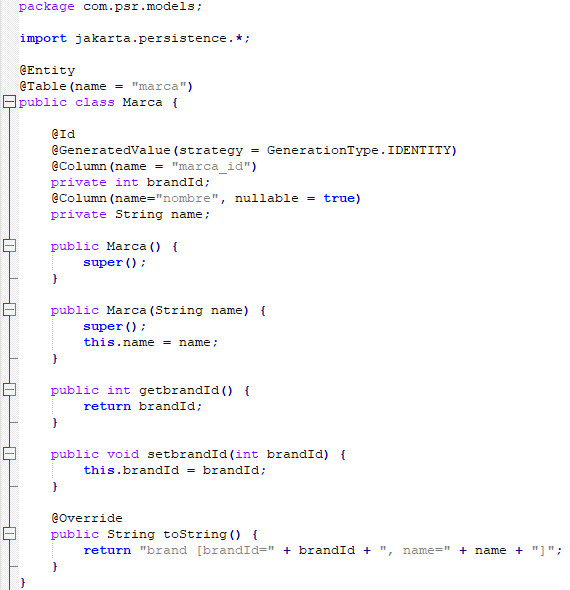 package com.psr.models;
import jakarta.persistence.*;
@Entity
@Table(name = "marca")
public class Marca {
@Id
@GeneratedValue(strategy = GenerationType.IDENTITY)
@Column(name = "marca_id")
private int brandId;
@Column(name="nombre", nullable = true)
private String name;
public Marca() {
super();
}
public Marca(String name) {
super();
this.name = name;
}
public int getbrandId() {
return brandId;
}
public void setbrandId(int brandId) {
this.brandId = brandId;
}
@Override
public String toString() {
return "brand [brandId=" + brandId + ", name=" + name + "]";
}
}